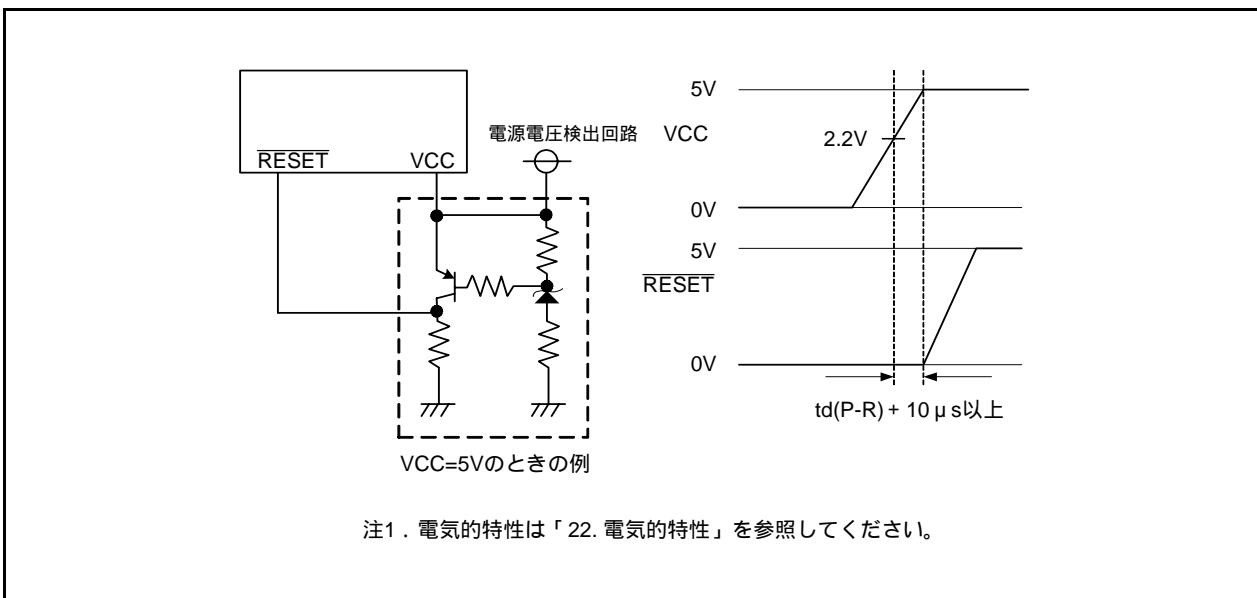 RESET VCC
電源電圧検出回路
VCC=5Vのときの例
5V
VCC 2.2V
0V
5V
RESET
0V
td(P-R) + 10 μs以上
注1．電気的特性は「22. 電気的特性」を参照してください。